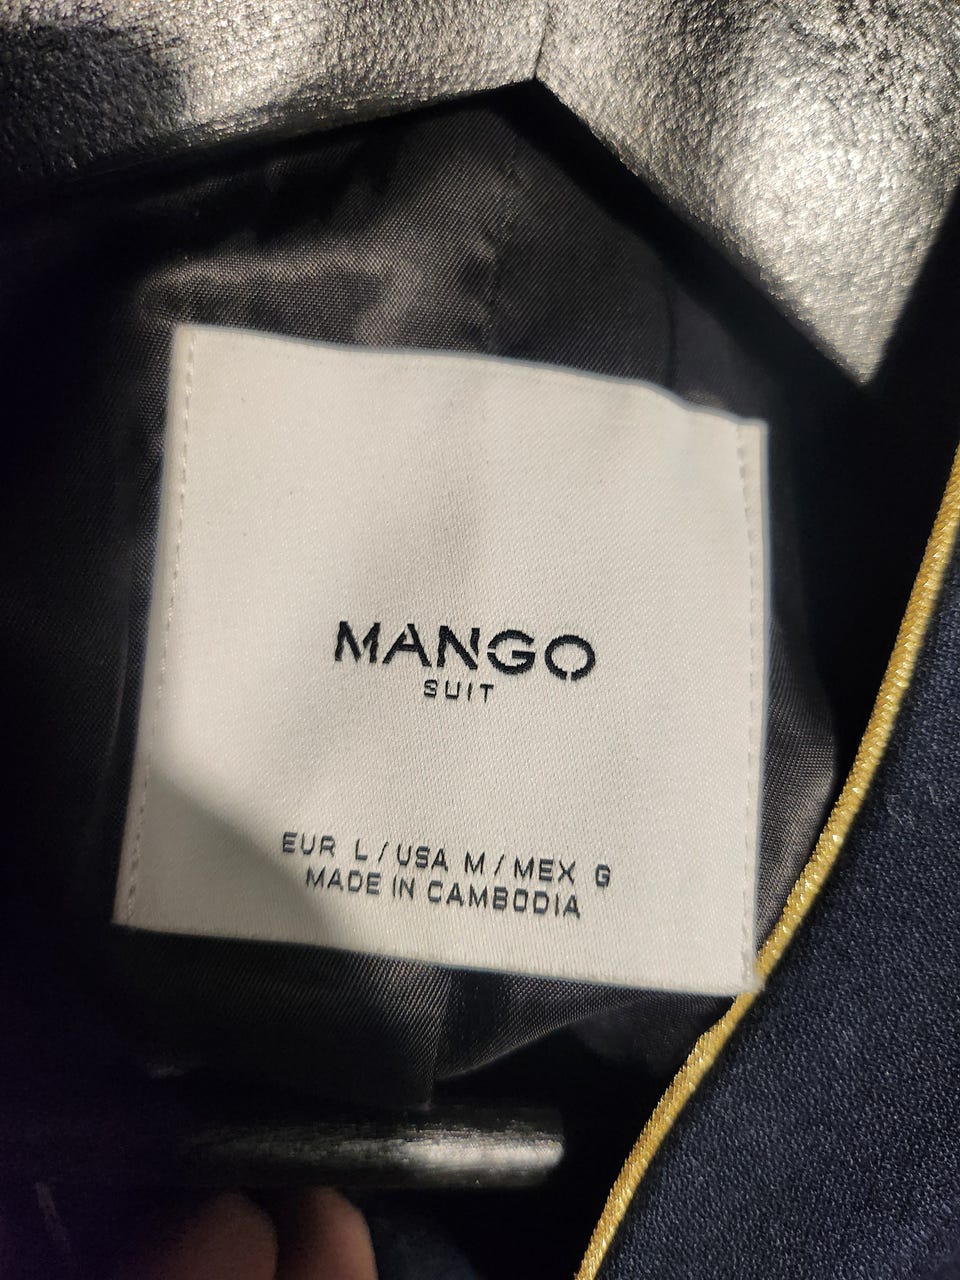 MANGO
SUIT
EUR L / USA M / MEX G
MADE IN CAMBODIA